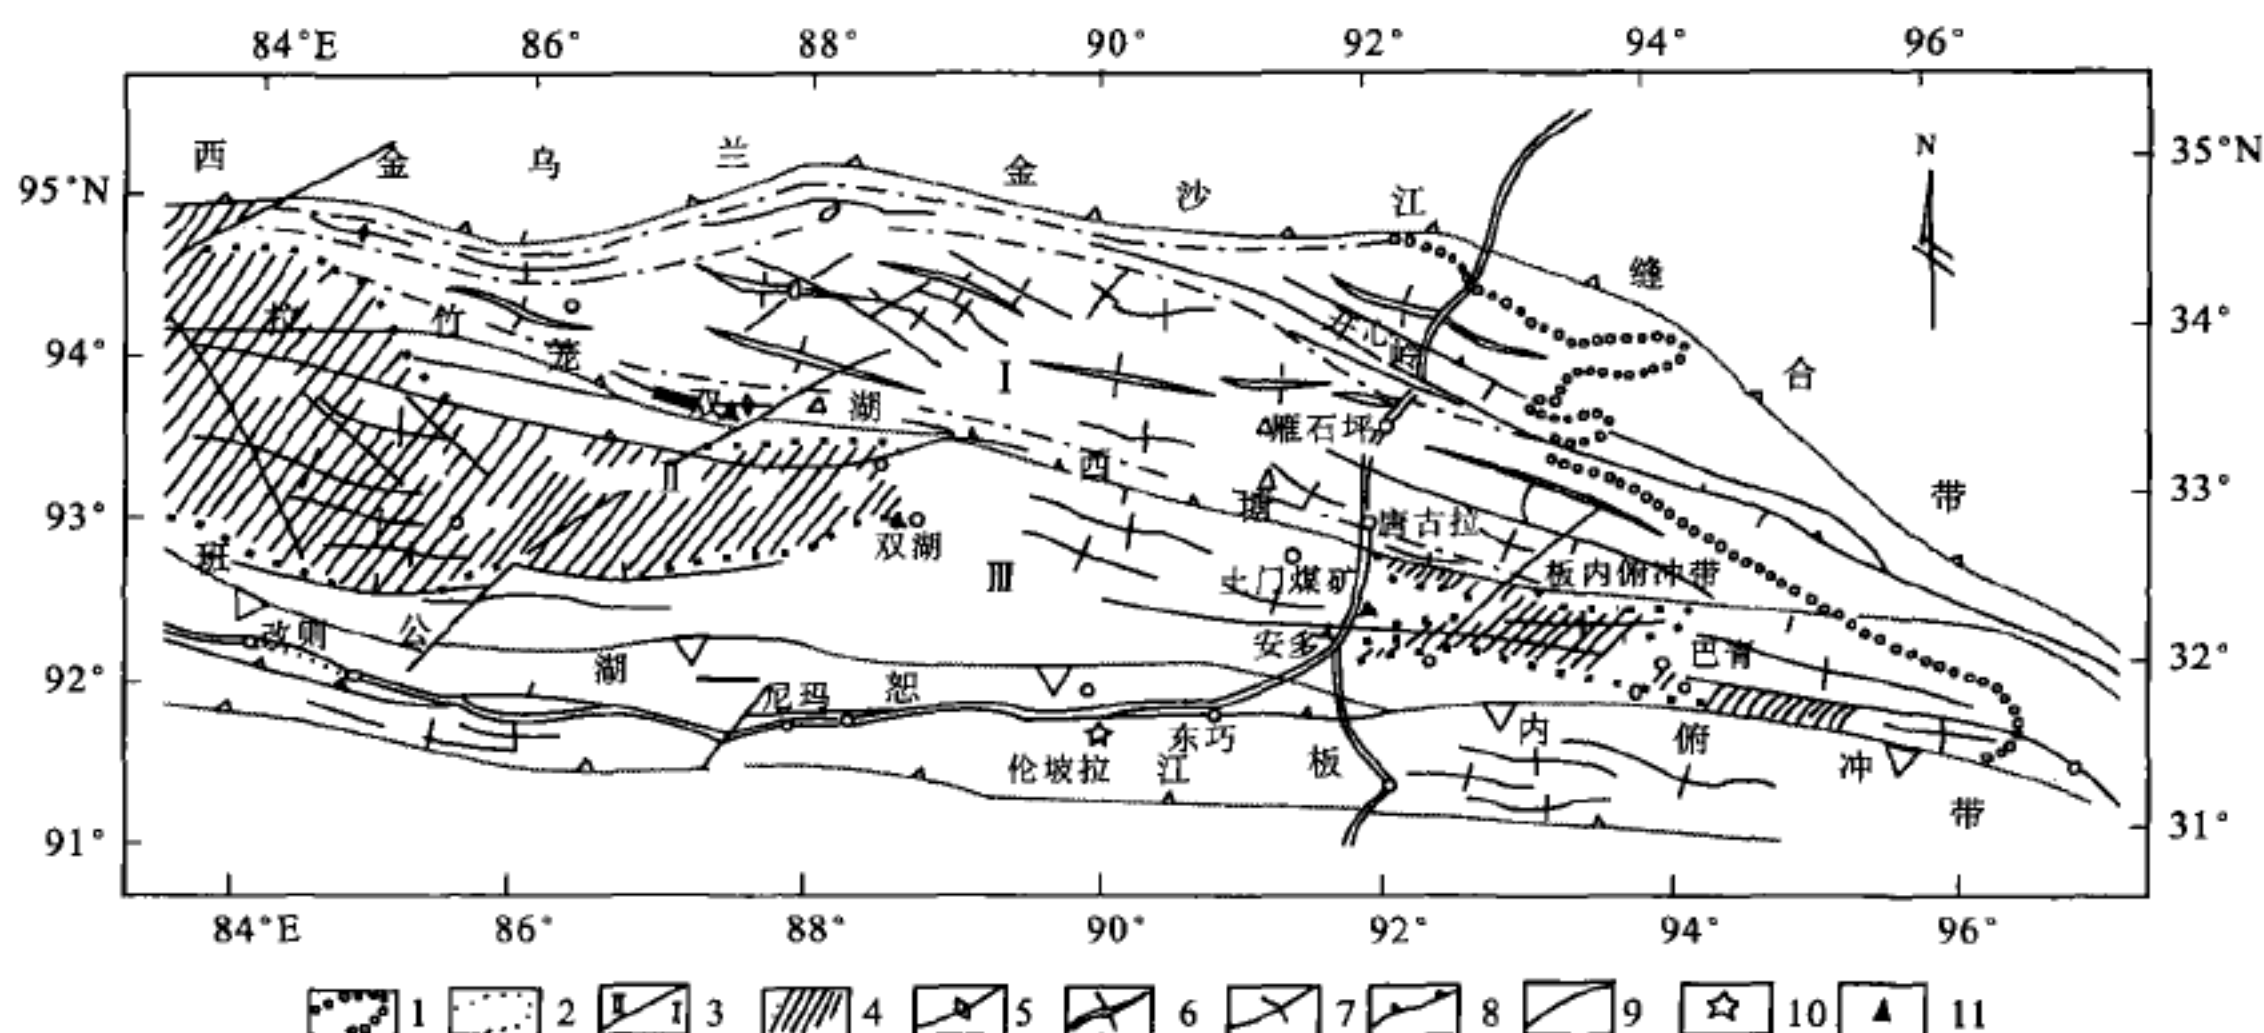 84°E 86° 88° 90° 92° 94° 96°
西 金 乌 兰 金 沙 江 缝 合 带
N
95°N 94° 93° 92° 91°
35°N 34° 33° 32° 31°
拉 竹 笼
开心岭
I
双 湖 西
雁石坪
II
唐古拉
双湖
III
土门煤矿
板内俯冲带
安多
巴青
班 公 湖 怒 江 板 内 俯 冲 带
改则
尼玛
东巧
伦坡拉
84°E 86° 88° 90° 92° 94° 96°
1 2 II I 3 4 5 6 7 8 9 10 11